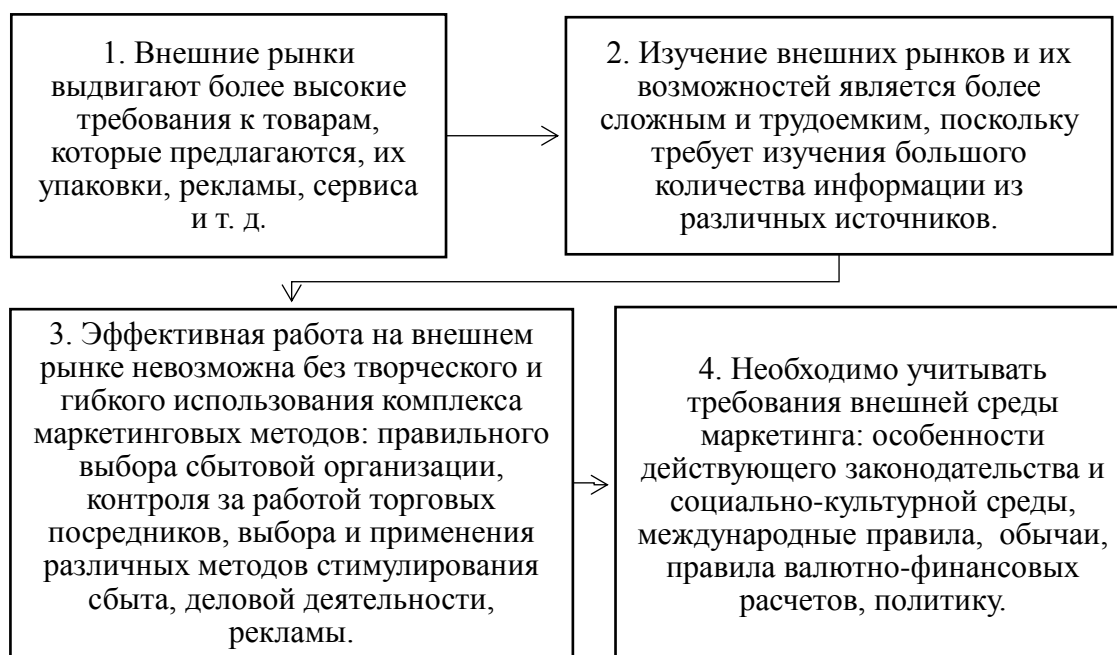 1. Внешние рынки
выдвигают более высокие
требования к товарам,
которые предлагаются, их
упаковки, рекламы, сервиса
и т. д.
2. Изучение внешних рынков и их
возможностей является более
сложным и трудоемким, поскольку
требует изучения большого
количества информации из
различных источников.
3. Эффективная работа на внешнем
рынке невозможна без творческого и
гибкого использования комплекса
маркетинговых методов: правильного
выбора сбытовой организации,
контроля за работой торговых
посредников, выбора и применения
различных методов стимулирования
сбыта, деловой деятельности,
рекламы.
4. Необходимо учитывать
требования внешней среды
маркетинга: особенности
действующего законодательства и
социально-культурной среды,
международные правила, обычаи,
правила валютно-финансовых
расчетов, политику.